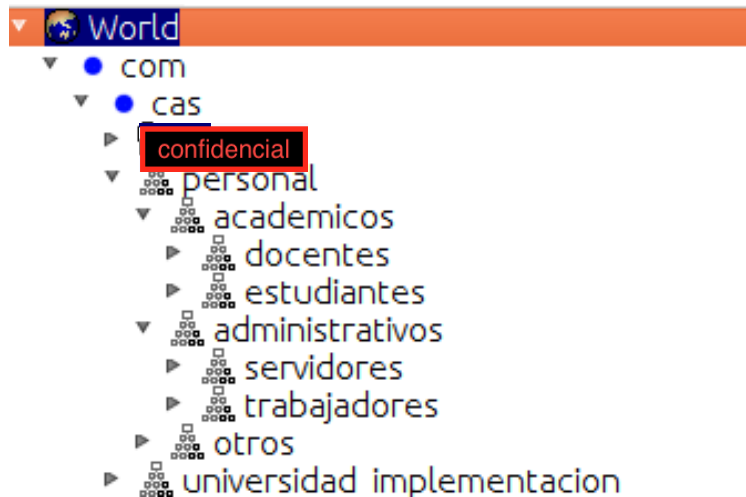 World
com
cas
confidencial
personal
academicos
docentes
estudiantes
administrativos
servidores
trabajadores
otros
universidad implementacion